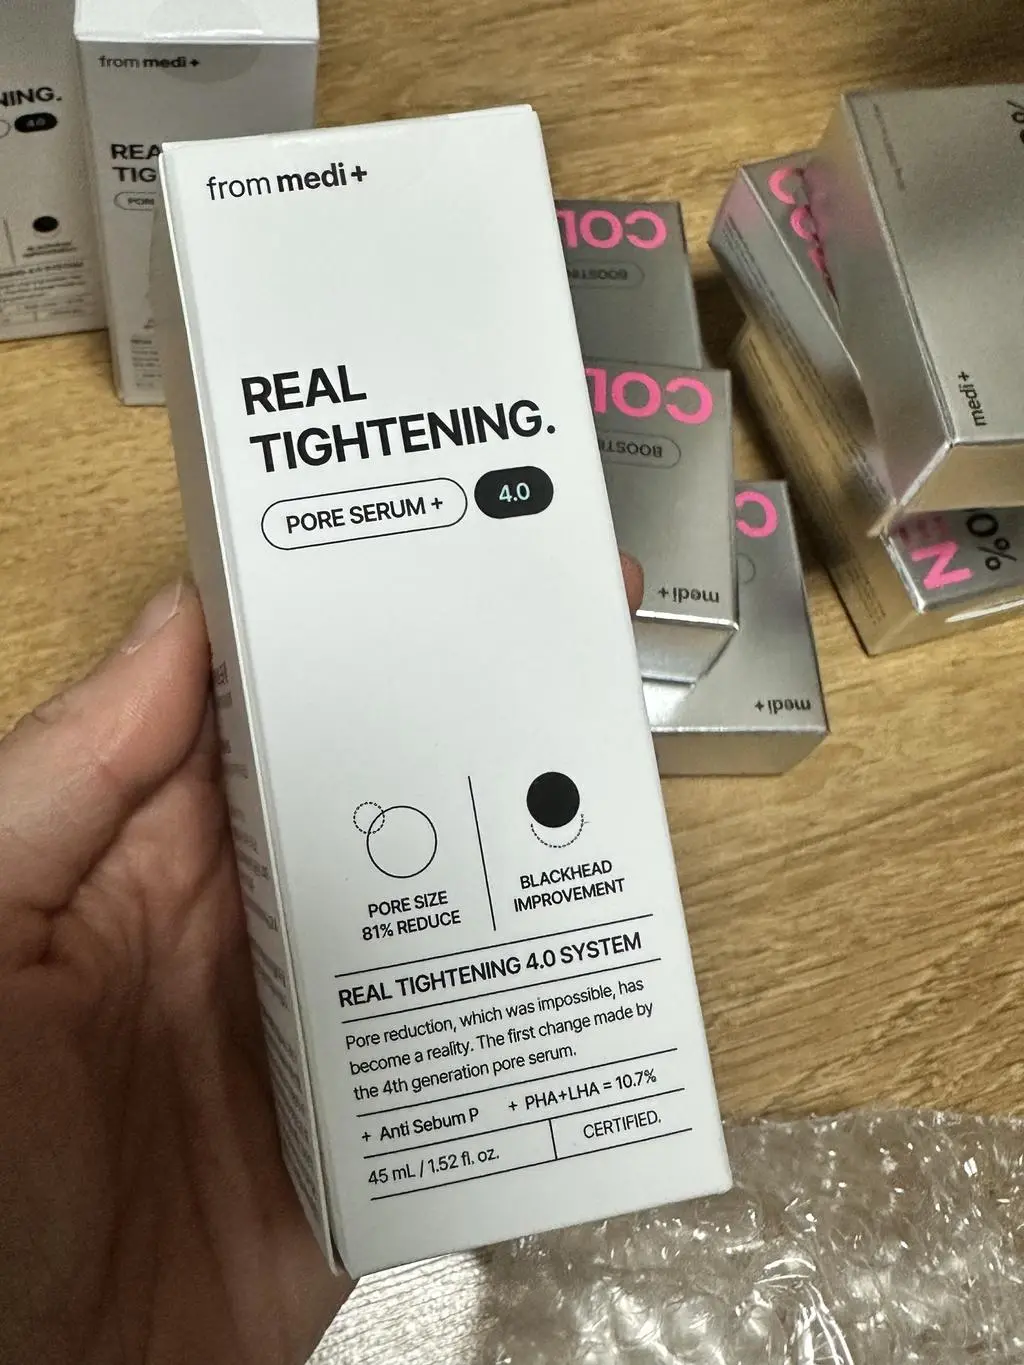 from medi+
REAL
TIGHTENING.
PORE SERUM + 4.0
PORE SIZE
81% REDUCE
BLACKHEAD
IMPROVEMENT
REAL TIGHTENING 4.0 SYSTEM
Pore reduction, which was impossible, has
become a reality. The first change made by
the 4th generation pore serum.
+ Anti Sebum P + PHA+LHA = 10.7%
45 mL / 1.52 fl. oz. CERTIFIED.
from medi+
4.0
medi+
medi+
medi+